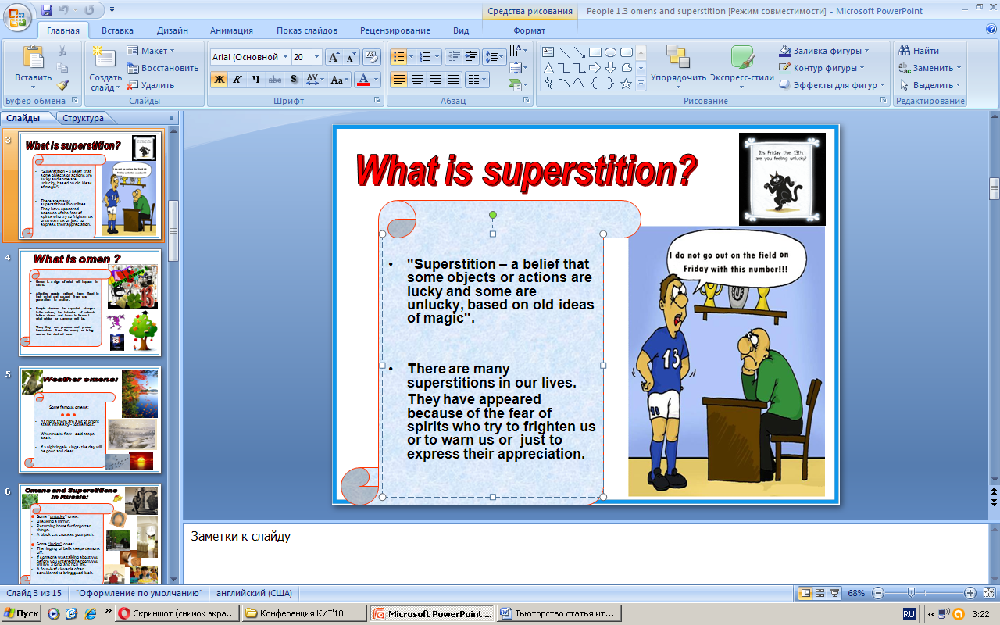 Средства рисования
People 1.3 omens and superstition [Режим совместимости] - Microsoft PowerPoint
Главная
Вставка
Дизайн
Анимация
Показ слайдов
Рецензирование
Вид
Формат
Вставить
Буфер обмена
Создать
слайд
Макет
Восстановить
Удалить
Слайды
Arial (Основной
20
Ж К Ч abc S AV Aa A
Шрифт
Абзац
Упорядочить
Экспресс-стили
Заливка фигуры
Контур фигуры
Эффекты для фигур
Рисование
Найти
Заменить
Выделить
Редактирование
Слайды
Структура
3
What is superstition?
"Superstition – a belief that
some objects or actions are
lucky and some are
unlucky, based on old ideas
of magic".
There are many
superstitions in our lives.
They have appeared
because of the fear of
spirits who try to frighten us
or to warn us or just to
express their appreciation.
4
What is omen ?
5
Weather omens:
Some famous omens:
At night, there are a lot of bright
stars in the sky - to the frost.
When rooks flew - cold steps
back.
If a nightingale sings - the day will
be good and clear.
6
Omens and Superstitions
in Russia:
Some "unlucky" ones:
Breaking a mirror.
Returning home for forgotten
things.
A black cat crosses your path.
Some "lucky" ones:
The ringing of bells keeps demons
off.
If someone was talking about you
before you entered the room, you
will live a long and rich life.
A four-leaf clover is often
considered to bring good luck.
What is superstition?
It's Friday the 13th,
are you feeling unlucky?
"Superstition – a belief that
some objects or actions are
lucky and some are
unlucky, based on old ideas
of magic".
There are many
superstitions in our lives.
They have appeared
because of the fear of
spirits who try to frighten us
or to warn us or just to
express their appreciation.
I do not go out on the field on
Friday with this number!!!
13
Заметки к слайду
Слайд 3 из 15
"Оформление по умолчанию"
английский (США)
68%
Пуск
Скриншот (снимок экра...
Конференция КИТ'10
Microsoft PowerPoint ...
Тьюторство статья ит...
RU
3:22